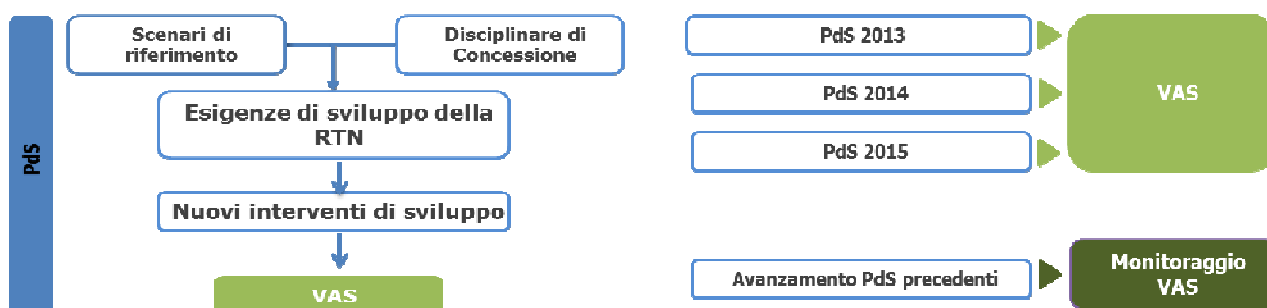 PdS
Scenari di
riferimento
Disciplinare di
Concessione
Esigenze di sviluppo della
RTN
Nuovi interventi di sviluppo
VAS
PdS 2013
PdS 2014
PdS 2015
VAS
Avanzamento PdS precedenti
Monitoraggio
VAS